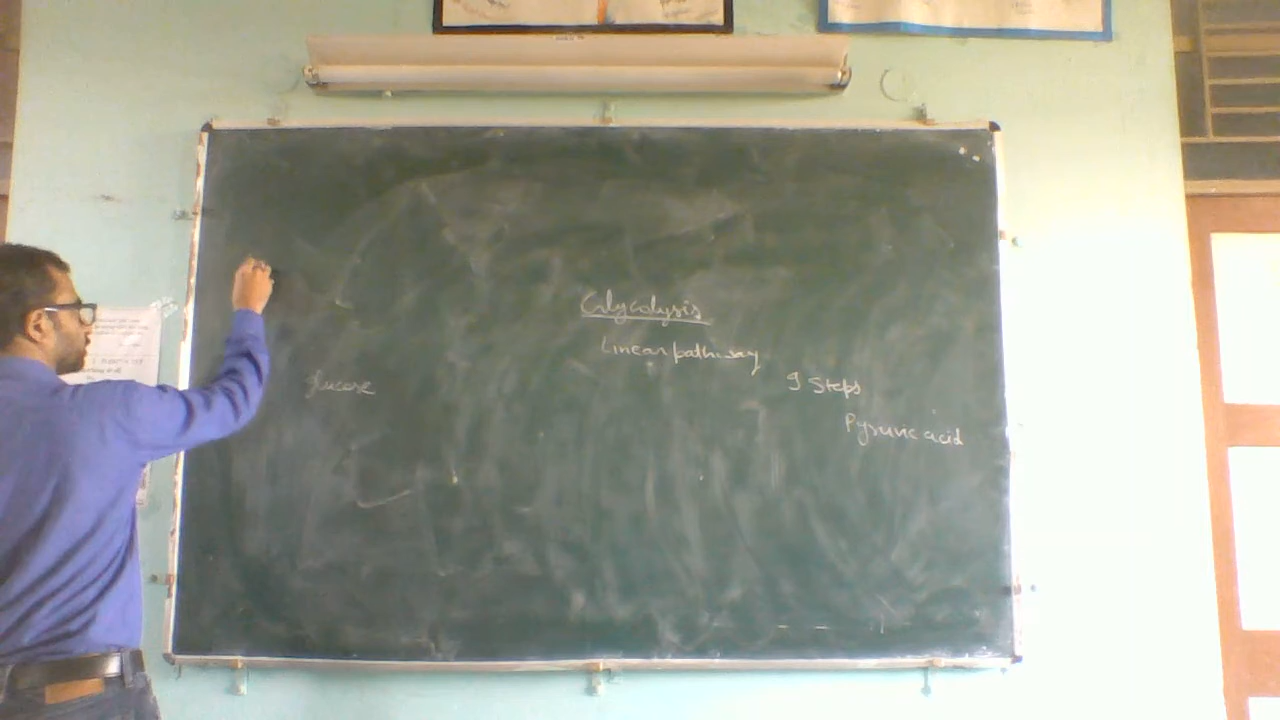 Glycolysis
Linear pathway
glucose
9 Steps
Pyruvic acid